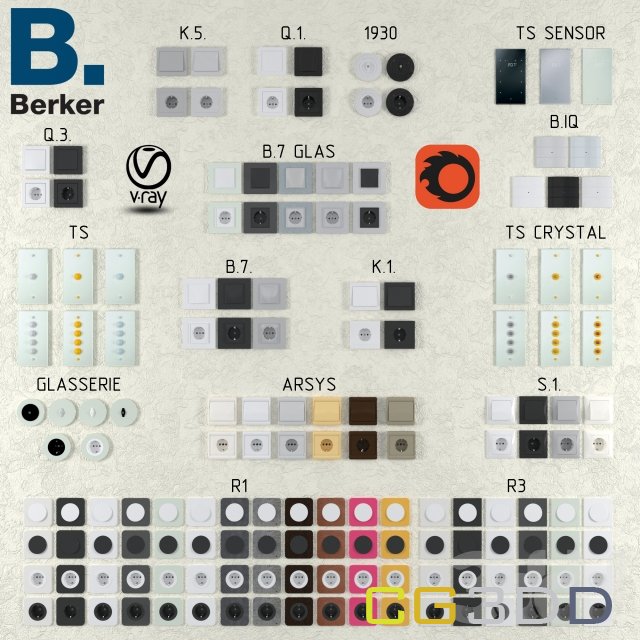 B.
Berker
K.5.
Q.1.
1930
TS SENSOR
Q.3.
v·ray
B.7 GLAS
B.IQ
TS
B.7.
K.1.
TS CRYSTAL
GLASSERIE
ARSYS
S.1.
R1
R3
CG3DD